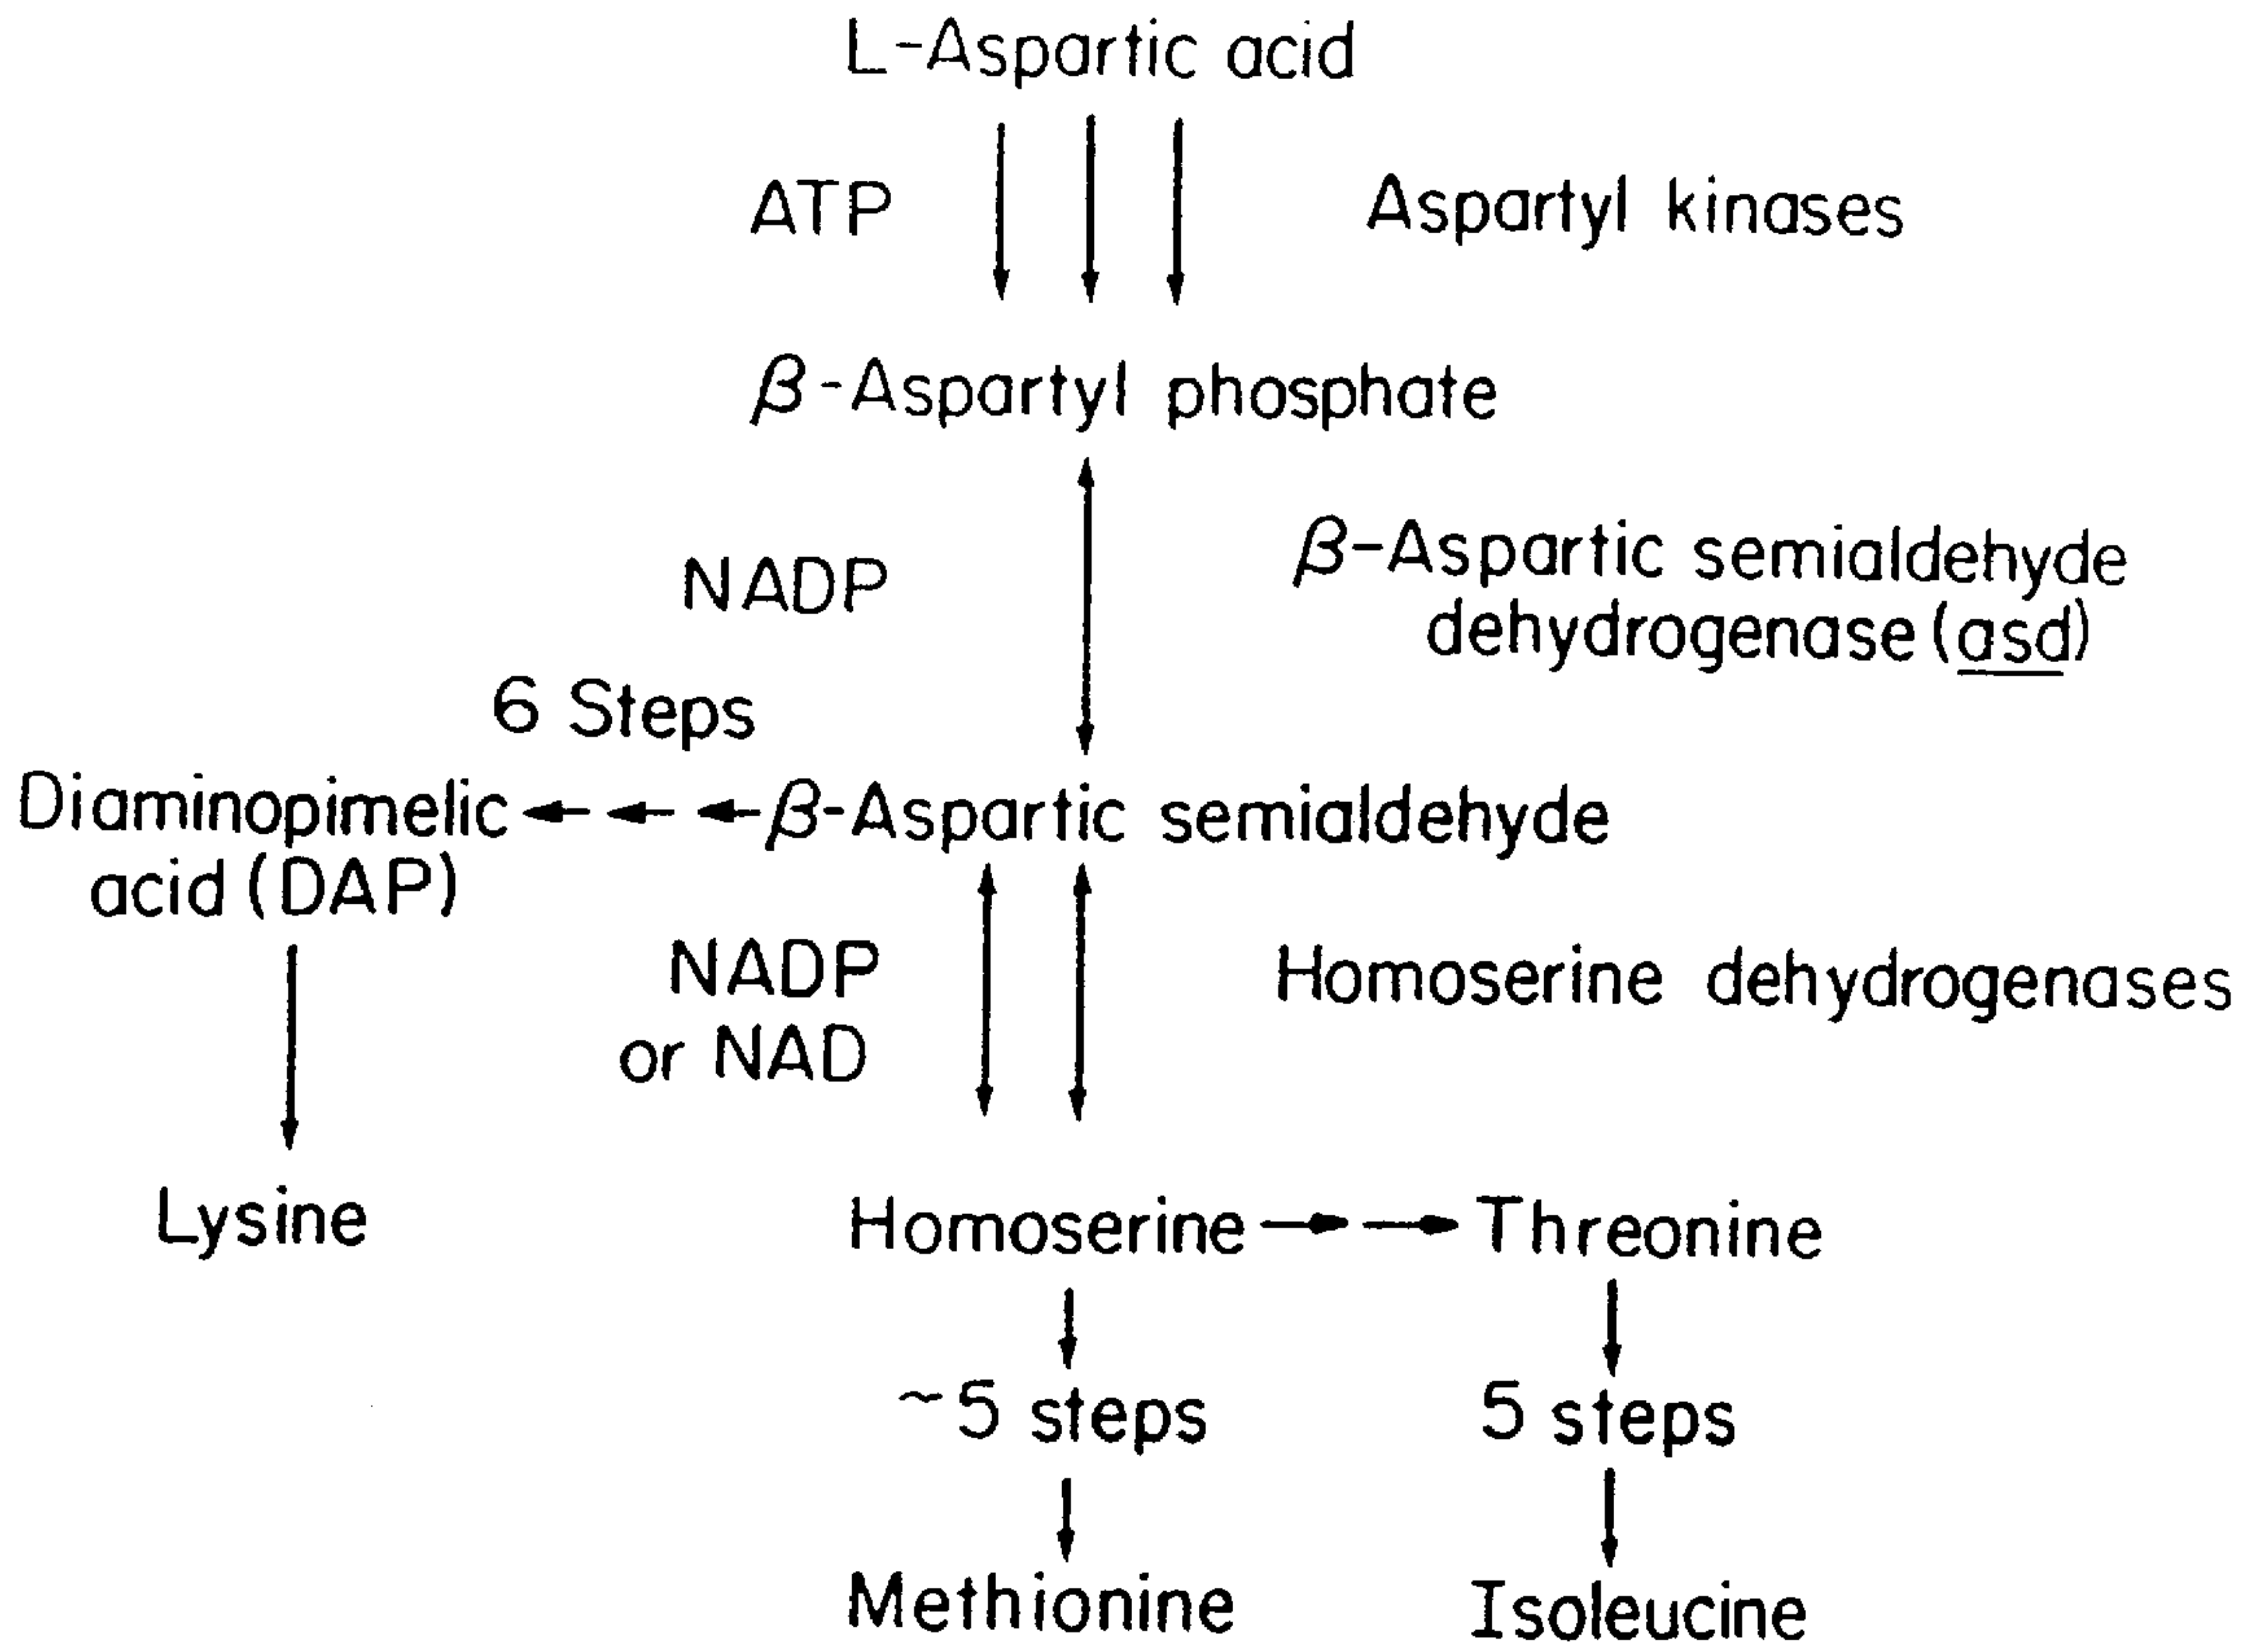 L-Aspartic acid
ATP
Aspartyl kinases
β-Aspartyl phosphate
NADP
β-Aspartic semialdehyde
dehydrogenase (asd)
6 Steps
Diaminopimelic
acid (DAP)
β-Aspartic semialdehyde
NADP
or NAD
Homoserine dehydrogenases
Lysine
Homoserine
Threonine
~5 steps
5 steps
Methionine
Isoleucine